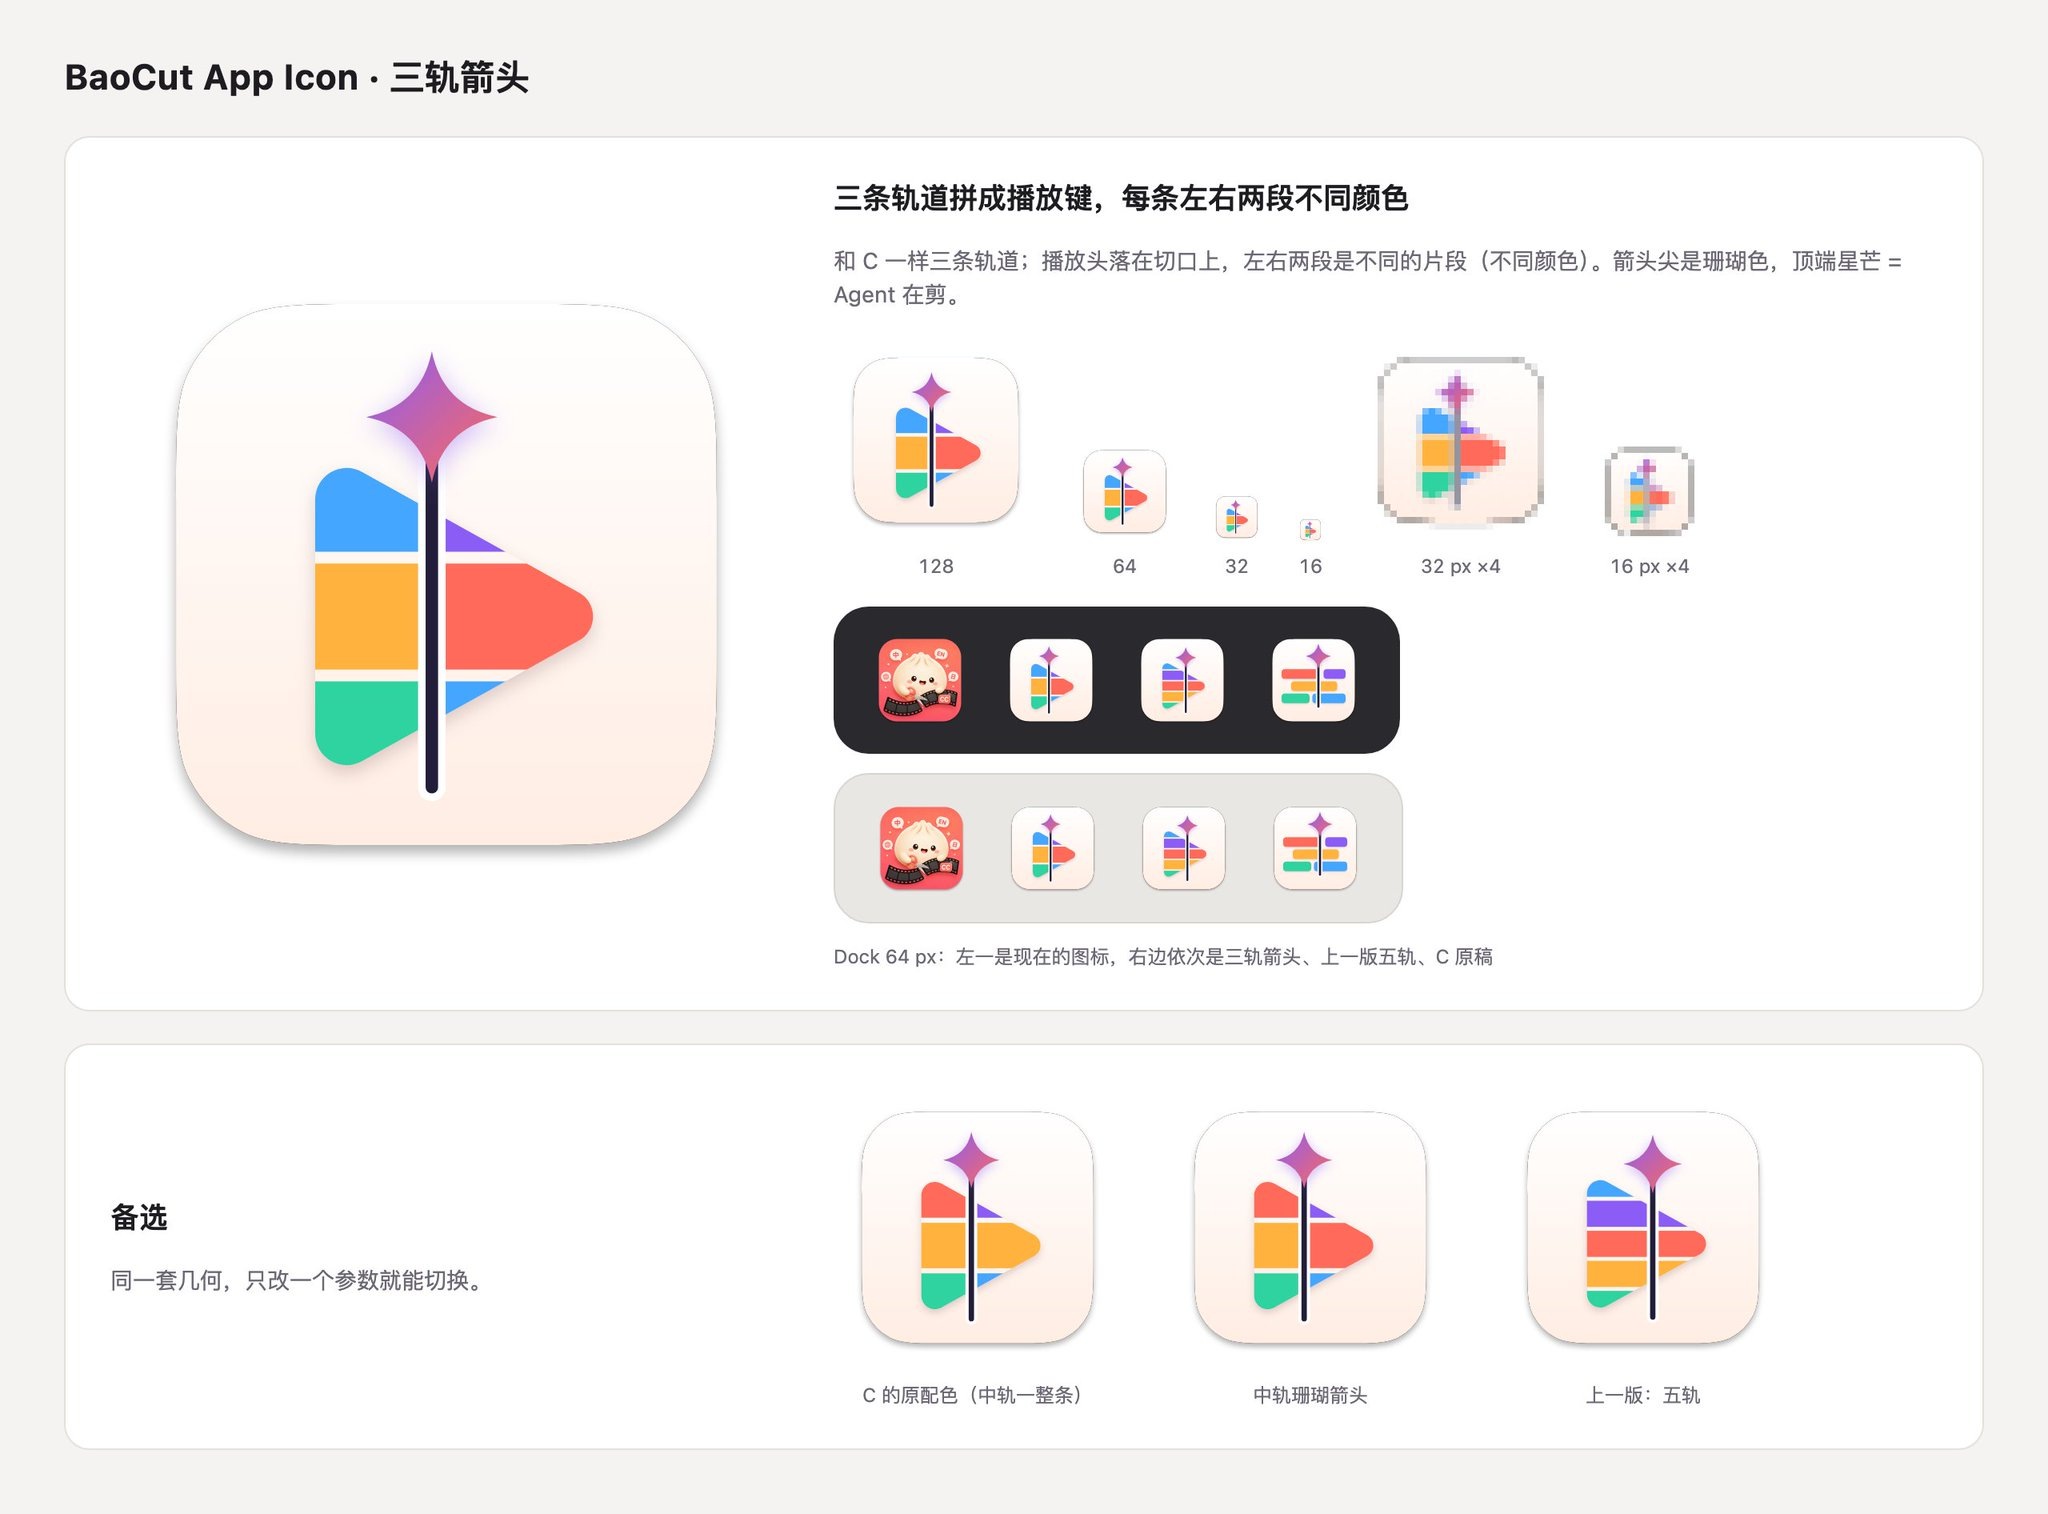 BaoCut App Icon · 三轨箭头
三条轨道拼成播放键，每条左右两段不同颜色
和 C 一样三条轨道；播放头落在切口上，左右两段是不同的片段（不同颜色）。箭头尖是珊瑚色，顶端星芒 =
Agent 在剪。
128
64
32
16
32 px ×4
16 px ×4
Dock 64 px：左一是现在的图标，右边依次是三轨箭头、上一版五轨、C 原稿
备选
同一套几何，只改一个参数就能切换。
C 的原配色（中轨一整条）
中轨珊瑚箭头
上一版：五轨